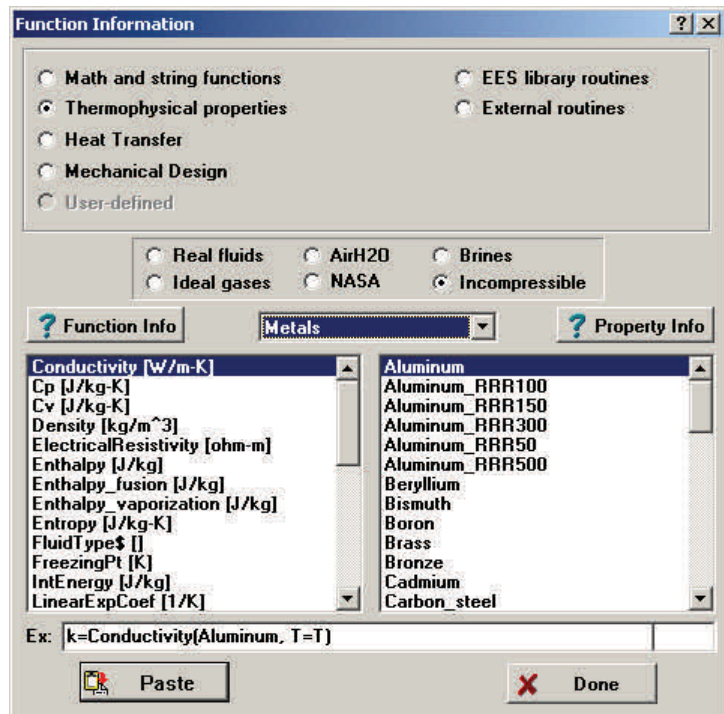 Function Information
Math and string functions
EES library routines
Thermophysical properties
External routines
Heat Transfer
Mechanical Design
User-defined
Real fluids
AirH2O
Brines
Ideal gases
NASA
Incompressible
? Function Info
Metals
? Property Info
Conductivity [W/m-K]
Cp [J/kg-K]
Cv [J/kg-K]
Density [kg/m^3]
ElectricalResistivity [ohm-m]
Enthalpy [J/kg]
Enthalpy_fusion [J/kg]
Enthalpy_vaporization [J/kg]
Entropy [J/kg-K]
FluidType$ []
FreezingPt [K]
IntEnergy [J/kg]
LinearExpCoef [1/K]
Aluminum
Aluminum_RRR100
Aluminum_RRR150
Aluminum_RRR300
Aluminum_RRR50
Aluminum_RRR500
Beryllium
Bismuth
Boron
Brass
Bronze
Cadmium
Carbon_steel
Ex: k=Conductivity(Aluminum, T=T)
Paste
Done